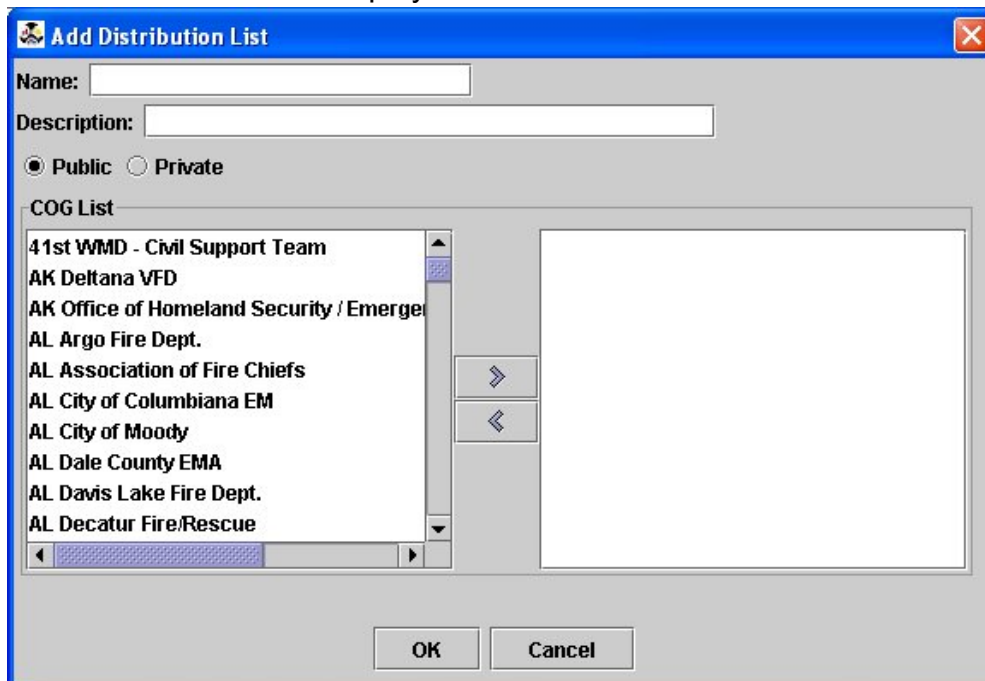 Add Distribution List
Name:
Description:
Public Private
COG List
41st WMD - Civil Support Team
AK Deltana VFD
AK Office of Homeland Security / Emerge
AL Argo Fire Dept.
AL Association of Fire Chiefs
AL City of Columbiana EM
AL City of Moody
AL Dale County EMA
AL Davis Lake Fire Dept.
AL Decatur Fire/Rescue
OK Cancel